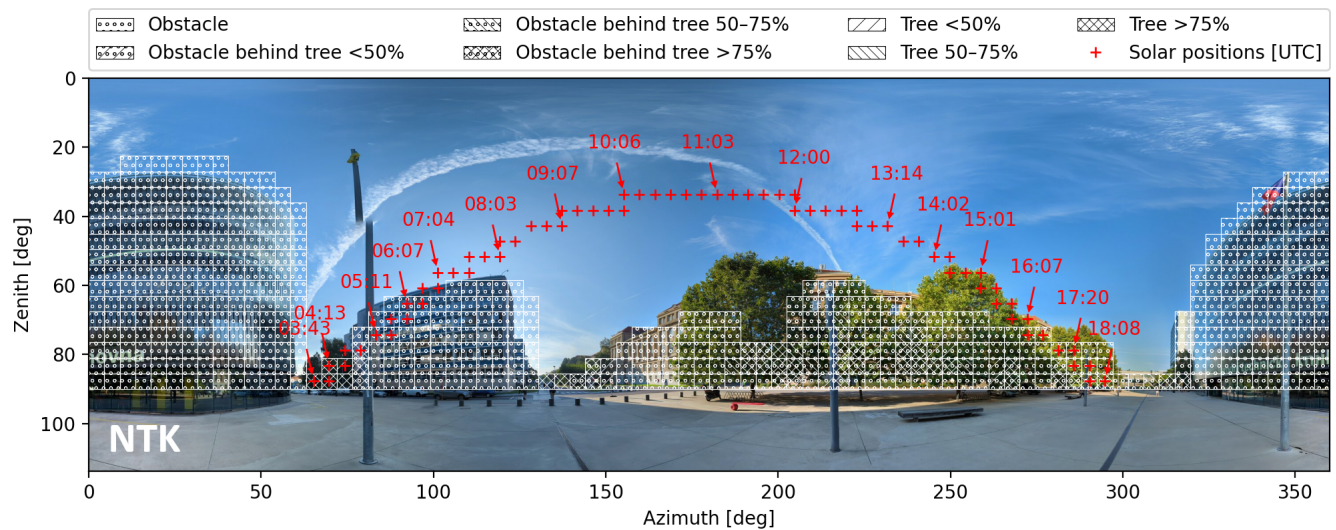 Obstacle
Obstacle behind tree <50%
Obstacle behind tree 50–75%
Obstacle behind tree >75%
Tree <50%
Tree 50–75%
Tree >75%
Solar positions [UTC]
0
20
40
60
80
100
Zenith [deg]
10:06
11:03
12:00
09:07
13:14
08:03
14:02
07:04
15:01
06:07
16:07
05:11
17:20
04:13
03:43
18:08
NTK
0
50
100
150
200
250
300
350
Azimuth [deg]